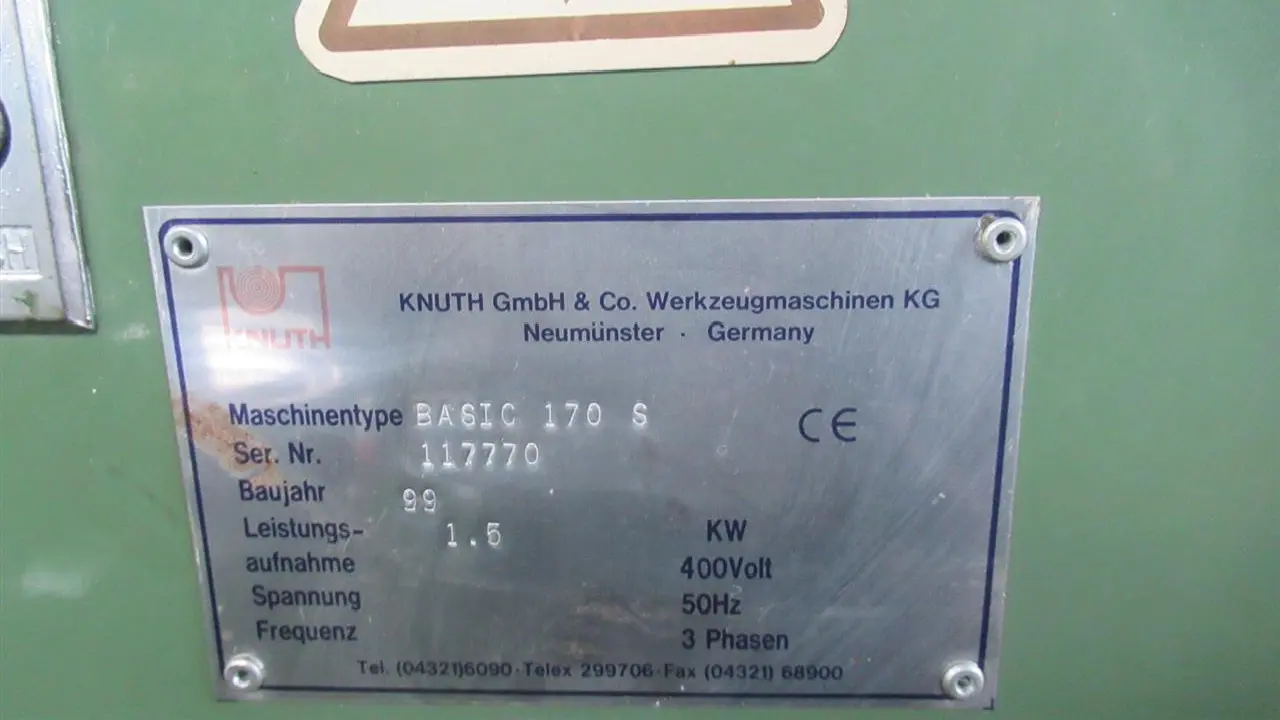 KNUTH
KNUTH GmbH & Co. Werkzeugmaschinen KG
Neumünster · Germany
Maschinentype BASIC 170 S
CE
Ser. Nr. 117770
Baujahr 99
Leistungs- 1.5 KW
aufnahme 400Volt
Spannung 50Hz
Frequenz 3 Phasen
Tel. (04321)6090·Telex 299706·Fax (04321) 68900